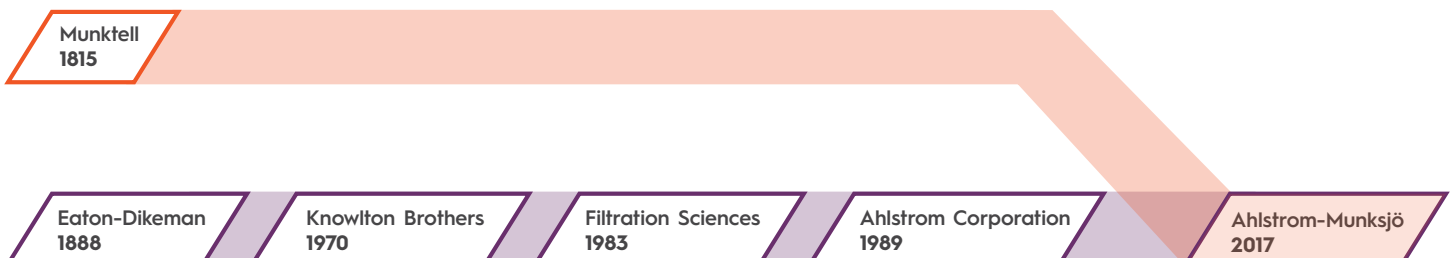 Munktell
1815
Eaton-Dikeman
1888
Knowlton Brothers
1970
Filtration Sciences
1983
Ahlstrom Corporation
1989
Ahlstrom-Munksjö
2017